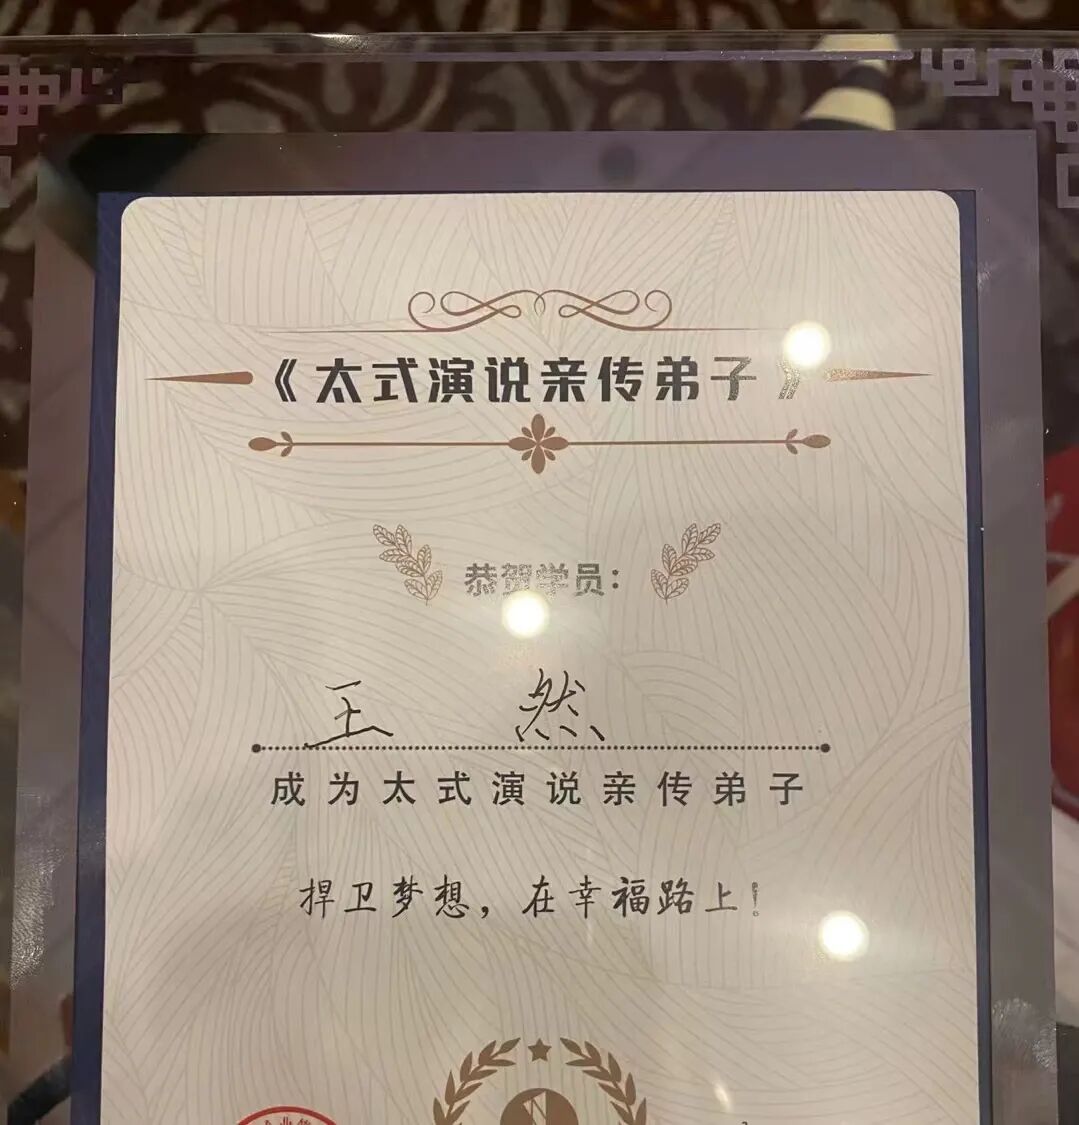 《太式演说亲传弟子》
恭贺学员：
王 然
成为太式演说亲传弟子
捍卫梦想，在幸福路上！